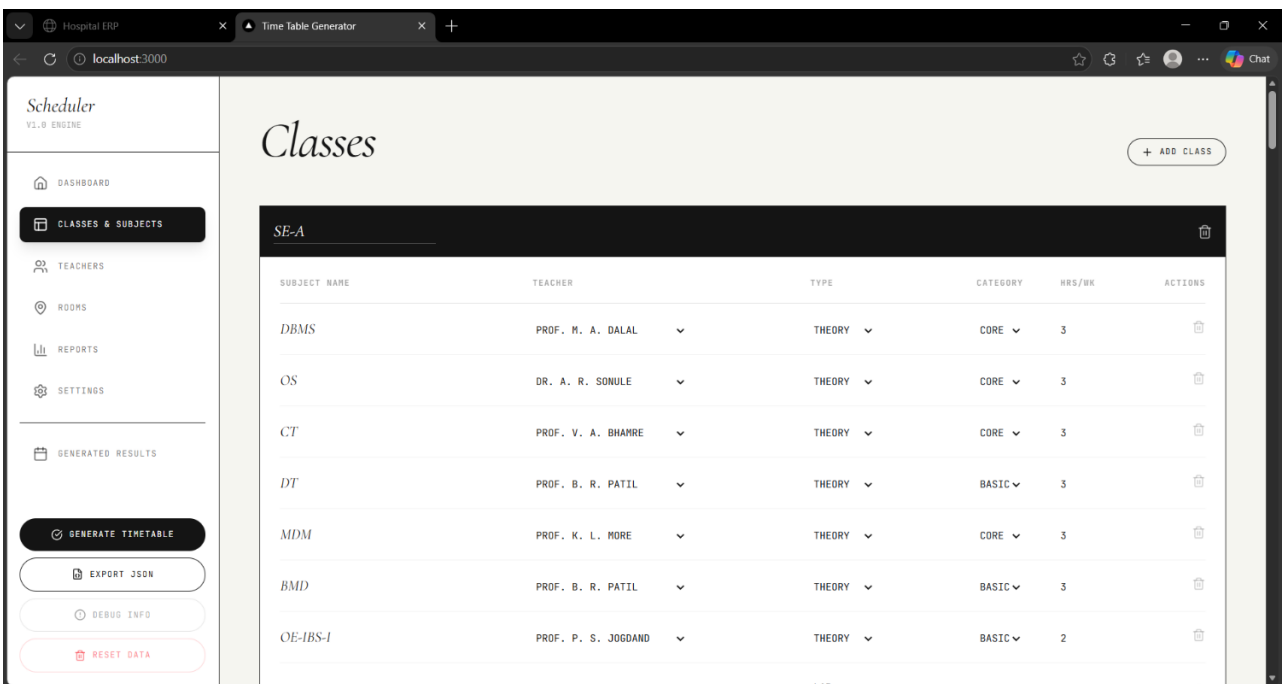 Hospital ERP
Time Table Generator
localhost:3000
Chat
Scheduler
V1.0 ENGINE
DASHBOARD
CLASSES & SUBJECTS
TEACHERS
ROOMS
REPORTS
SETTINGS
GENERATED RESULTS
GENERATE TIMETABLE
EXPORT JSON
DEBUG INFO
RESET DATA
Classes
+ ADD CLASS
SE-A
SUBJECT NAME TEACHER TYPE CATEGORY HRS/WK ACTIONS
DBMS PROF. M. A. DALAL THEORY CORE 3
OS DR. A. R. SONULE THEORY CORE 3
CT PROF. V. A. BHAMRE THEORY CORE 3
DT PROF. B. R. PATIL THEORY BASIC 3
MDM PROF. K. L. MORE THEORY CORE 3
BMD PROF. B. R. PATIL THEORY BASIC 3
OE-IBS-I PROF. P. S. JOGDAND THEORY BASIC 2